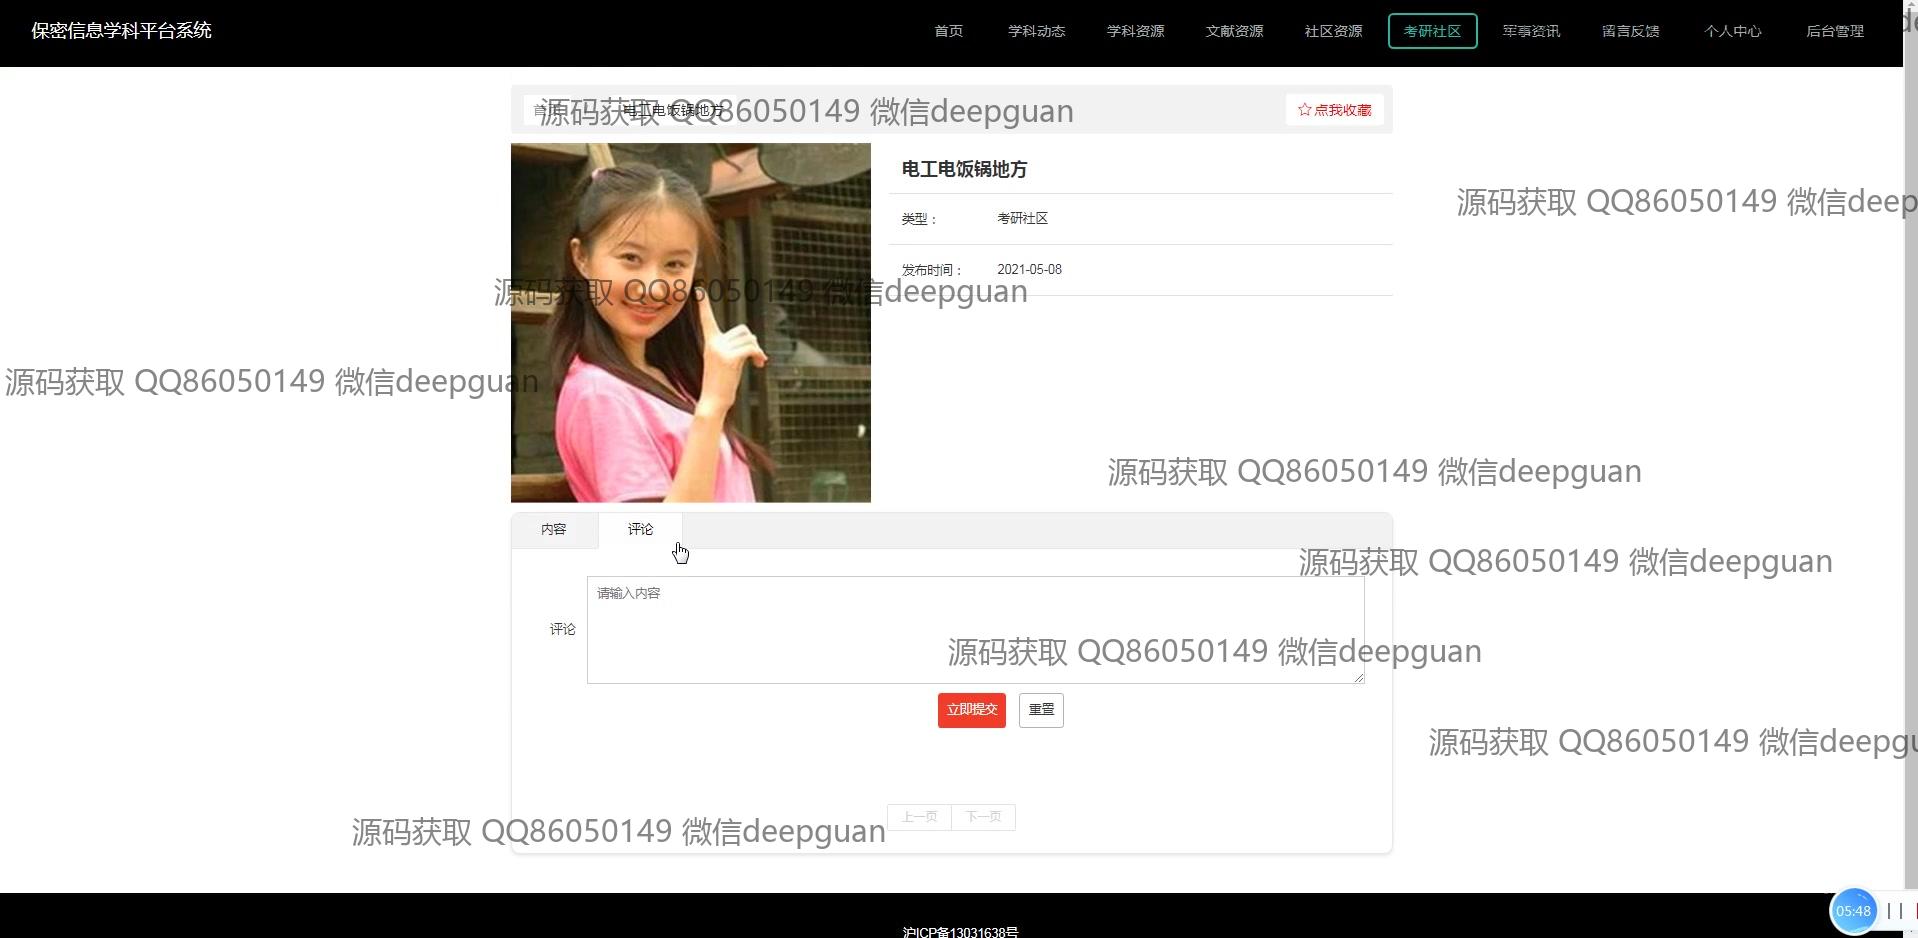 保密信息学科平台系统
首页
学科动态
学科资源
文献资源
社区资源
考研社区
军事资讯
留言反馈
个人中心
后台管理
电工电饭锅地方
☆点我收藏
源码获取 QQ86050149 微信deepguan
电工电饭锅地方
类型：
考研社区
源码获取 QQ86050149 微信deep
发布时间：
2021-05-08
源码获取 QQ86050149 微信deepguan
源码获取 QQ86050149 微信deepguan
源码获取 QQ86050149 微信deepguan
内容
评论
源码获取 QQ86050149 微信deepguan
请输入内容
评论
源码获取 QQ86050149 微信deepguan
立即提交
重置
源码获取 QQ86050149 微信deepgu
上一页
下一页
源码获取 QQ86050149 微信deepguan
05:48
沪ICP备13031638号